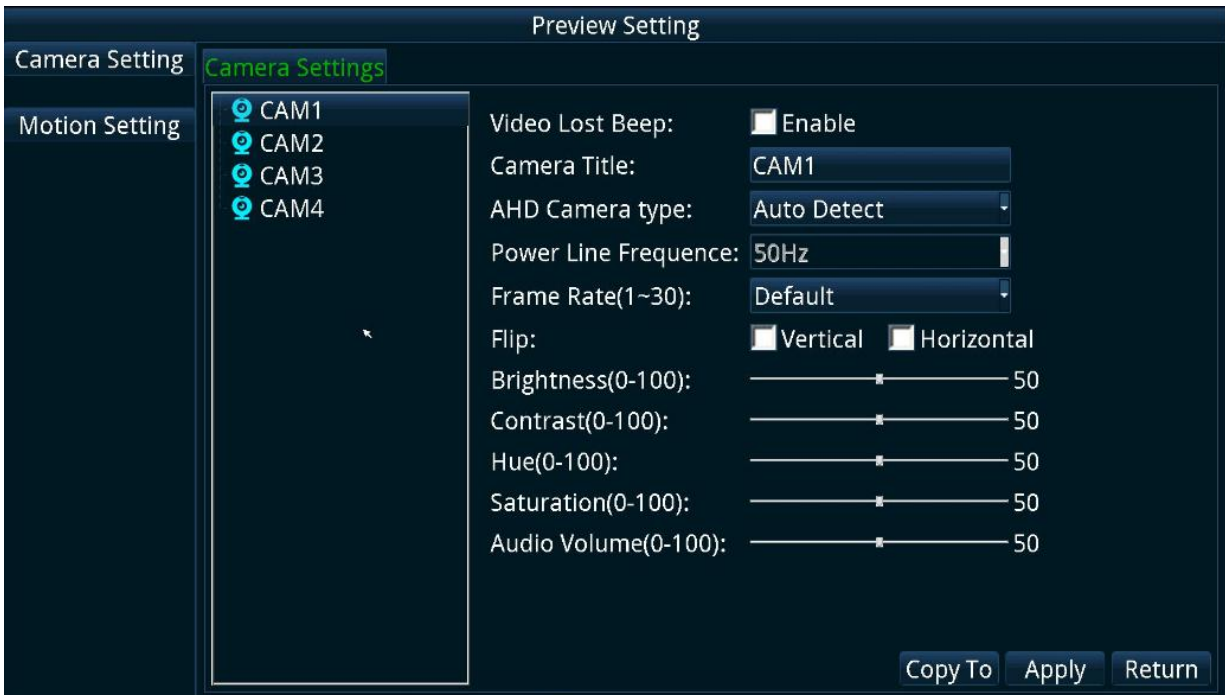 Preview Setting
Camera Setting
Motion Setting
Camera Settings
CAM1
CAM2
CAM3
CAM4
Video Lost Beep: Enable
Camera Title: CAM1
AHD Camera type: Auto Detect
Power Line Frequence: 50Hz
Frame Rate(1~30): Default
Flip: Vertical Horizontal
Brightness(0-100): 50
Contrast(0-100): 50
Hue(0-100): 50
Saturation(0-100): 50
Audio Volume(0-100): 50
Copy To Apply Return